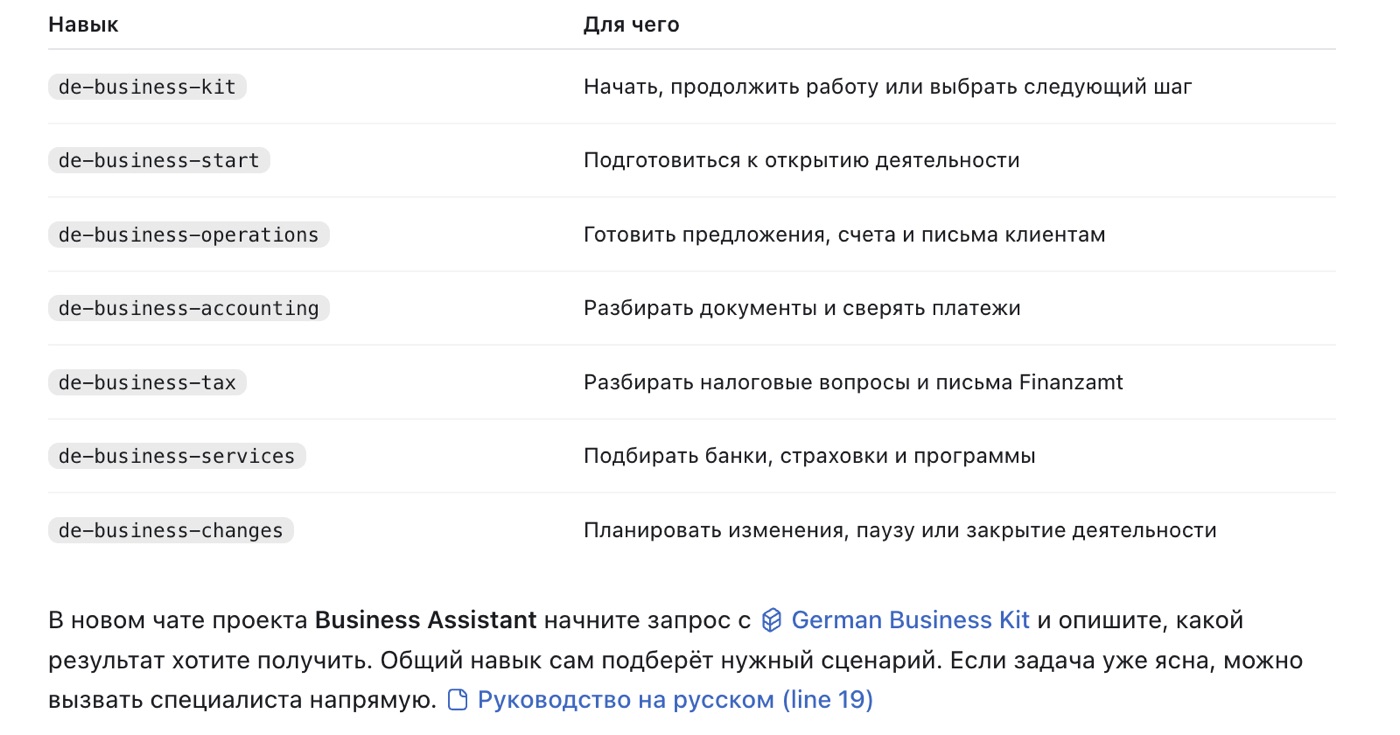 Навык Для чего
de-business-kit Начать, продолжить работу или выбрать следующий шаг
de-business-start Подготовиться к открытию деятельности
de-business-operations Готовить предложения, счета и письма клиентам
de-business-accounting Разбирать документы и сверять платежи
de-business-tax Разбирать налоговые вопросы и письма Finanzamt
de-business-services Подбирать банки, страховки и программы
de-business-changes Планировать изменения, паузу или закрытие деятельности
В новом чате проекта Business Assistant начните запрос с German Business Kit и опишите, какой
результат хотите получить. Общий навык сам подберёт нужный сценарий. Если задача уже ясна, можно
вызвать специалиста напрямую. Руководство на русском (line 19)